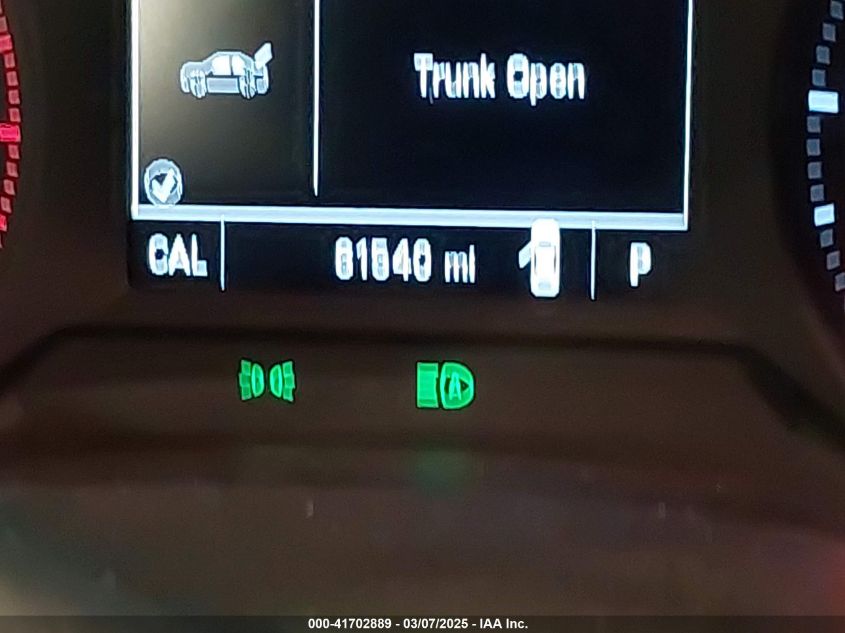 Trunk Open
CAL 61640 mi P
A
000-41702889 - 03/07/2025 - IAA Inc.